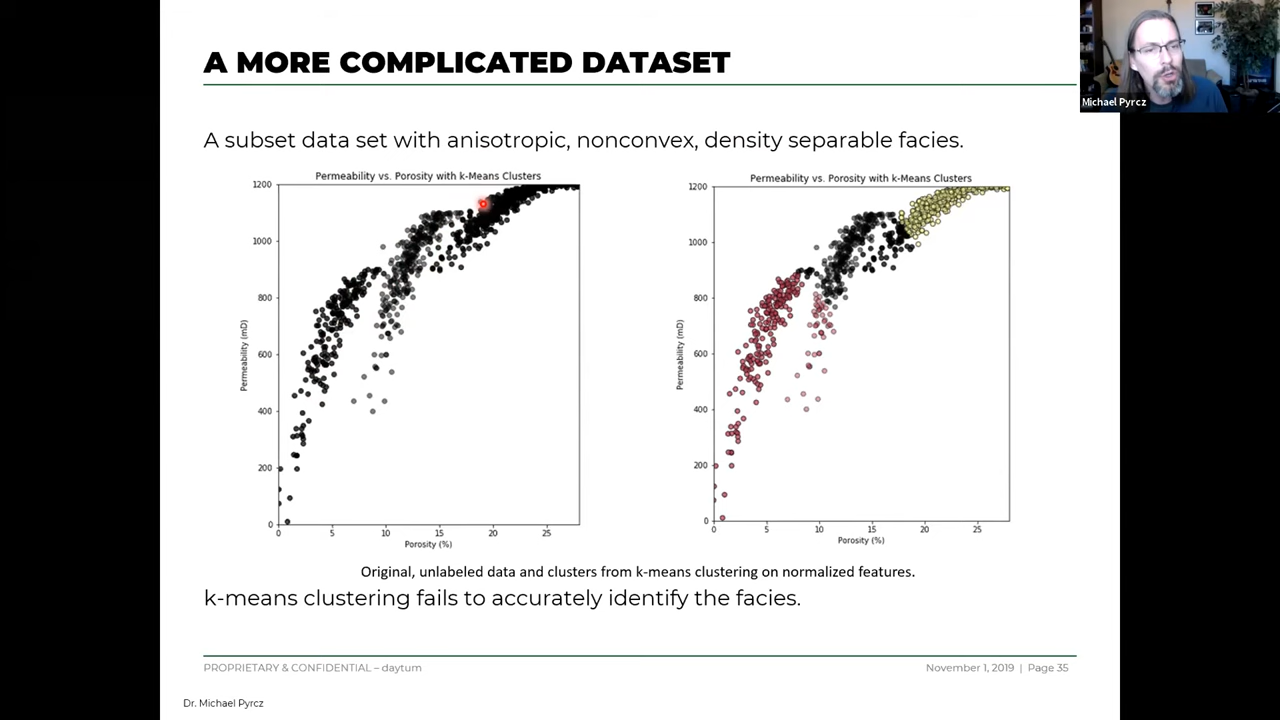 A MORE COMPLICATED DATASET
Michael Pyrcz
A subset data set with anisotropic, nonconvex, density separable facies.
Permeability vs. Porosity with k-Means Clusters
1200
1000
800
600
400
200
0
Permeability (mD)
0 5 10 15 20 25
Porosity (%)
Permeability vs. Porosity with k-Means Clusters
1200
1000
800
600
400
200
0
Permeability (mD)
0 5 10 15 20 25
Porosity (%)
Original, unlabeled data and clusters from k-means clustering on normalized features.
k-means clustering fails to accurately identify the facies.
PROPRIETARY & CONFIDENTIAL – daytum
November 1, 2019 | Page 35
Dr. Michael Pyrcz